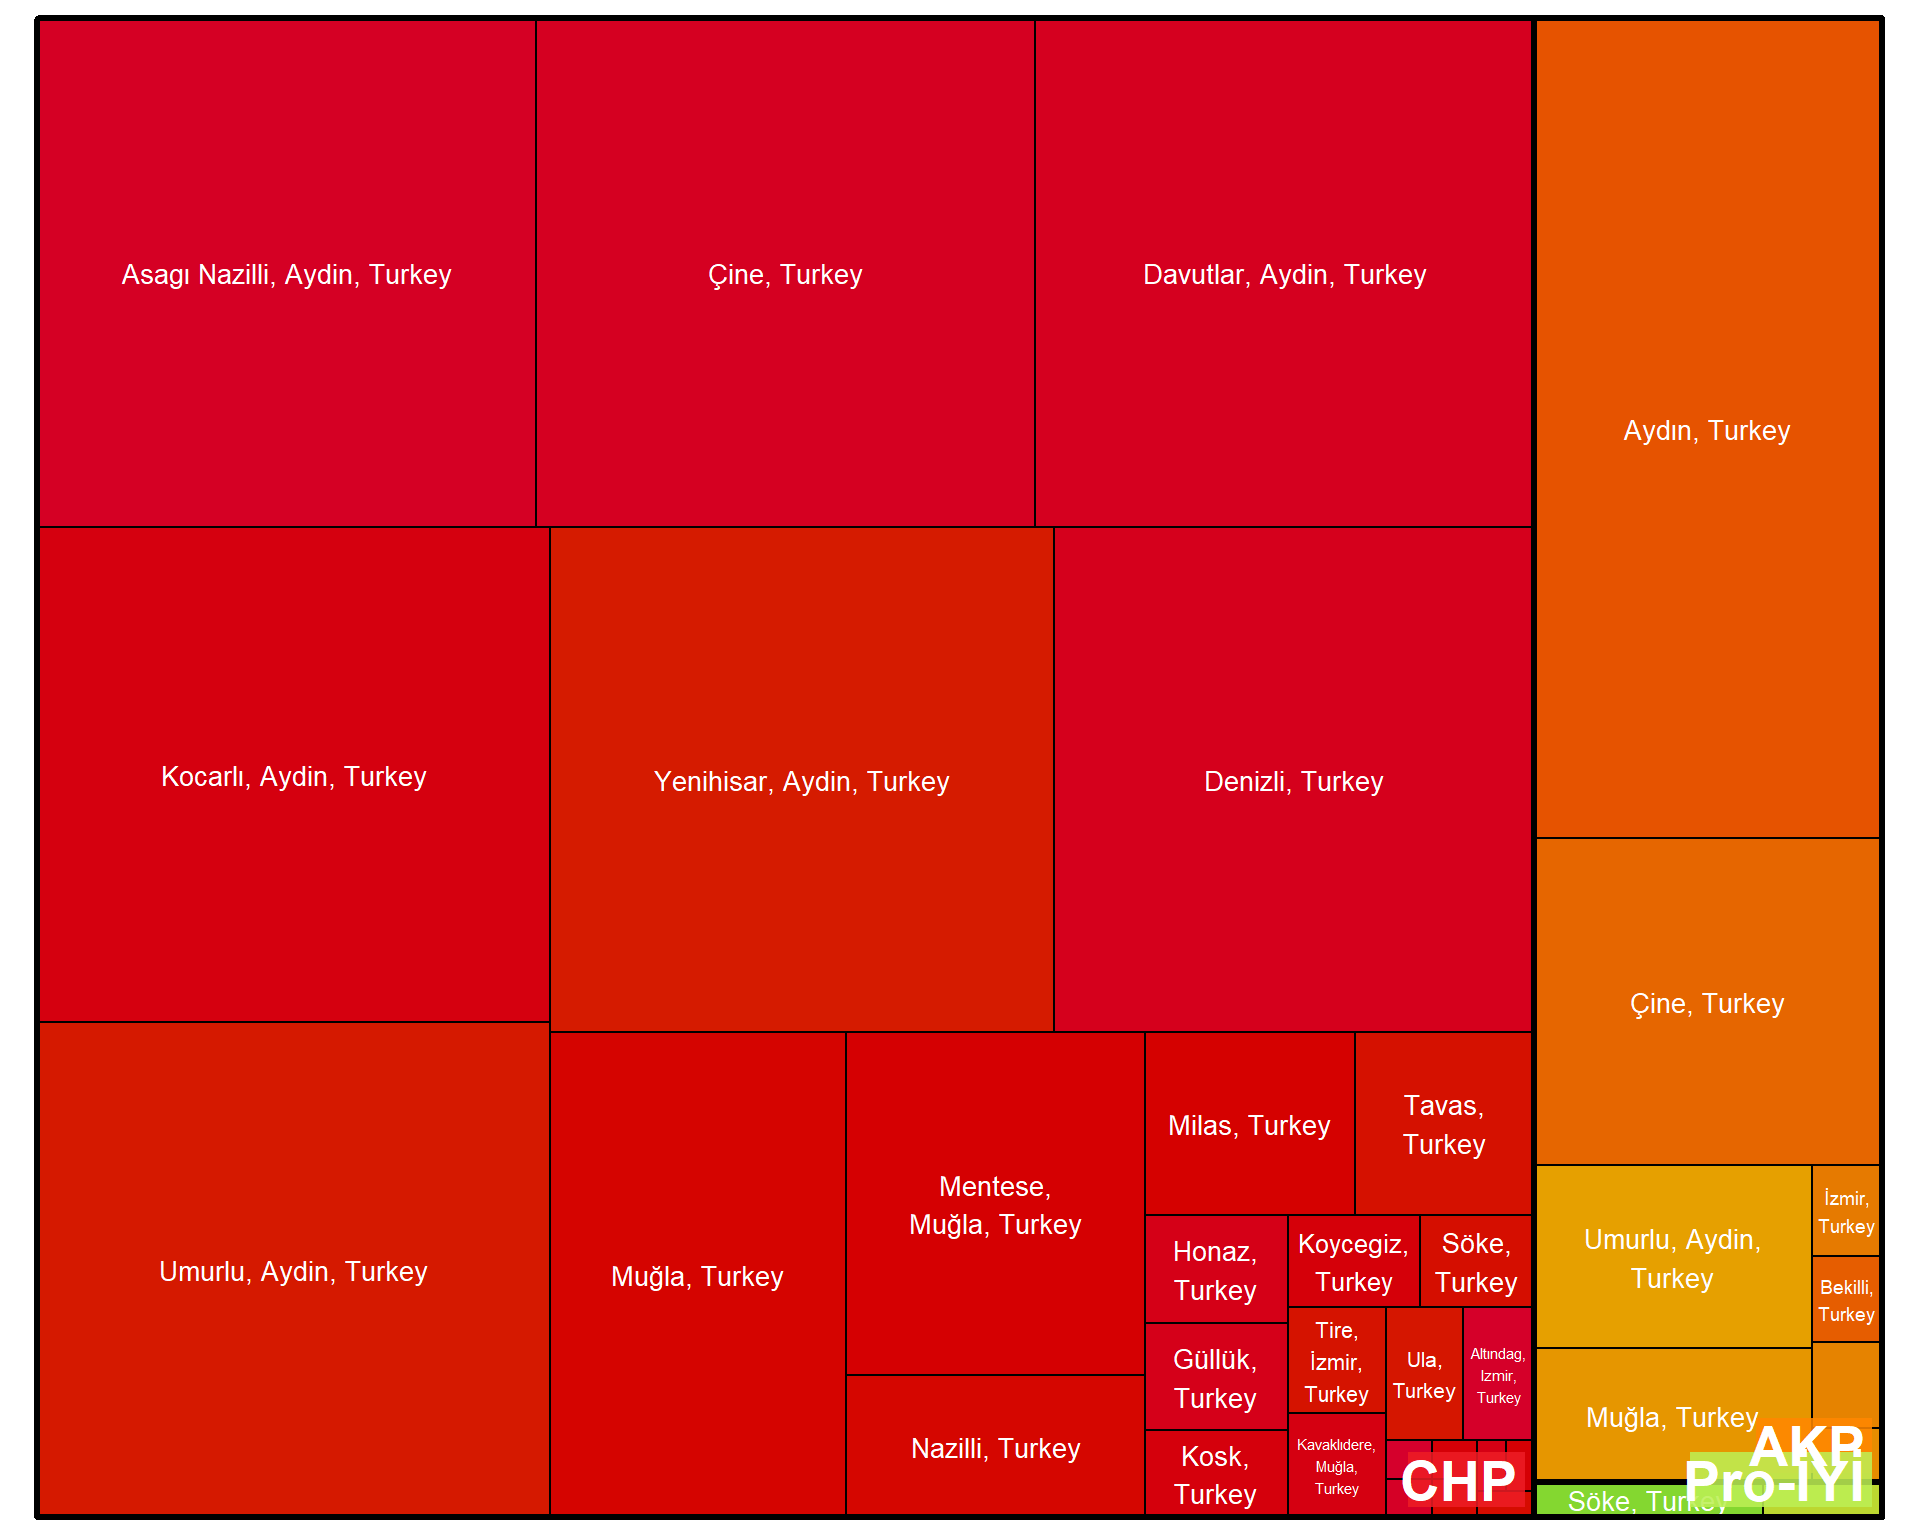 Asagı Nazilli, Aydin, Turkey
Çine, Turkey
Davutlar, Aydin, Turkey
Aydın, Turkey
Kocarlı, Aydin, Turkey
Yenihisar, Aydin, Turkey
Denizli, Turkey
Çine, Turkey
Umurlu, Aydin, Turkey
Muğla, Turkey
Mentese,
Muğla, Turkey
Nazilli, Turkey
Milas, Turkey
Tavas,
Turkey
Honaz,
Turkey
Koycegiz,
Turkey
Söke,
Turkey
Güllük,
Turkey
Tire,
İzmir,
Turkey
Ula,
Turkey
Altındag,
Izmir,
Turkey
Kosk,
Turkey
Kavaklıdere,
Muğla,
Turkey
CHP
Umurlu, Aydin,
Turkey
İzmir,
Turkey
Bekilli,
Turkey
Muğla, Turkey
AKP
Pro-IYI
Söke, Turkey